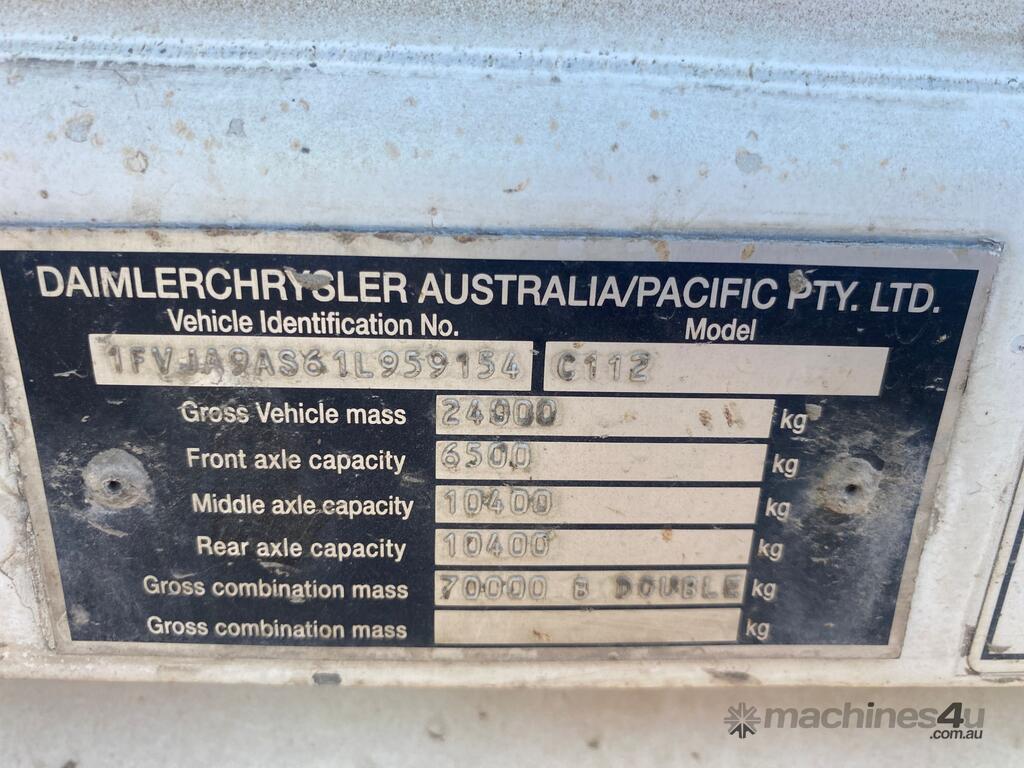 DAIMLERCHRYSLER AUSTRALIA/PACIFIC PTY. LTD.
Vehicle Identification No. Model
1FVJA9AS61L959154 C112
Gross Vehicle mass 24000 kg
Front axle capacity 6500 kg
Middle axle capacity 10400 kg
Rear axle capacity 10400 kg
Gross combination mass 70000 B DOUBLE kg
Gross combination mass kg
machines4u
.com.au